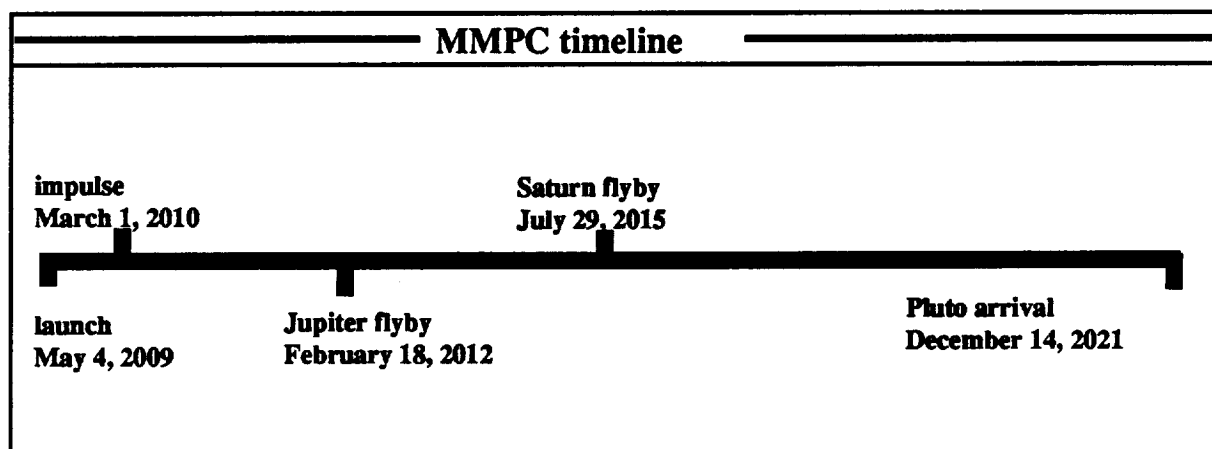 MMPC timeline
impulse
March 1, 2010
Saturn flyby
July 29, 2015
launch
May 4, 2009
Jupiter flyby
February 18, 2012
Pluto arrival
December 14, 2021